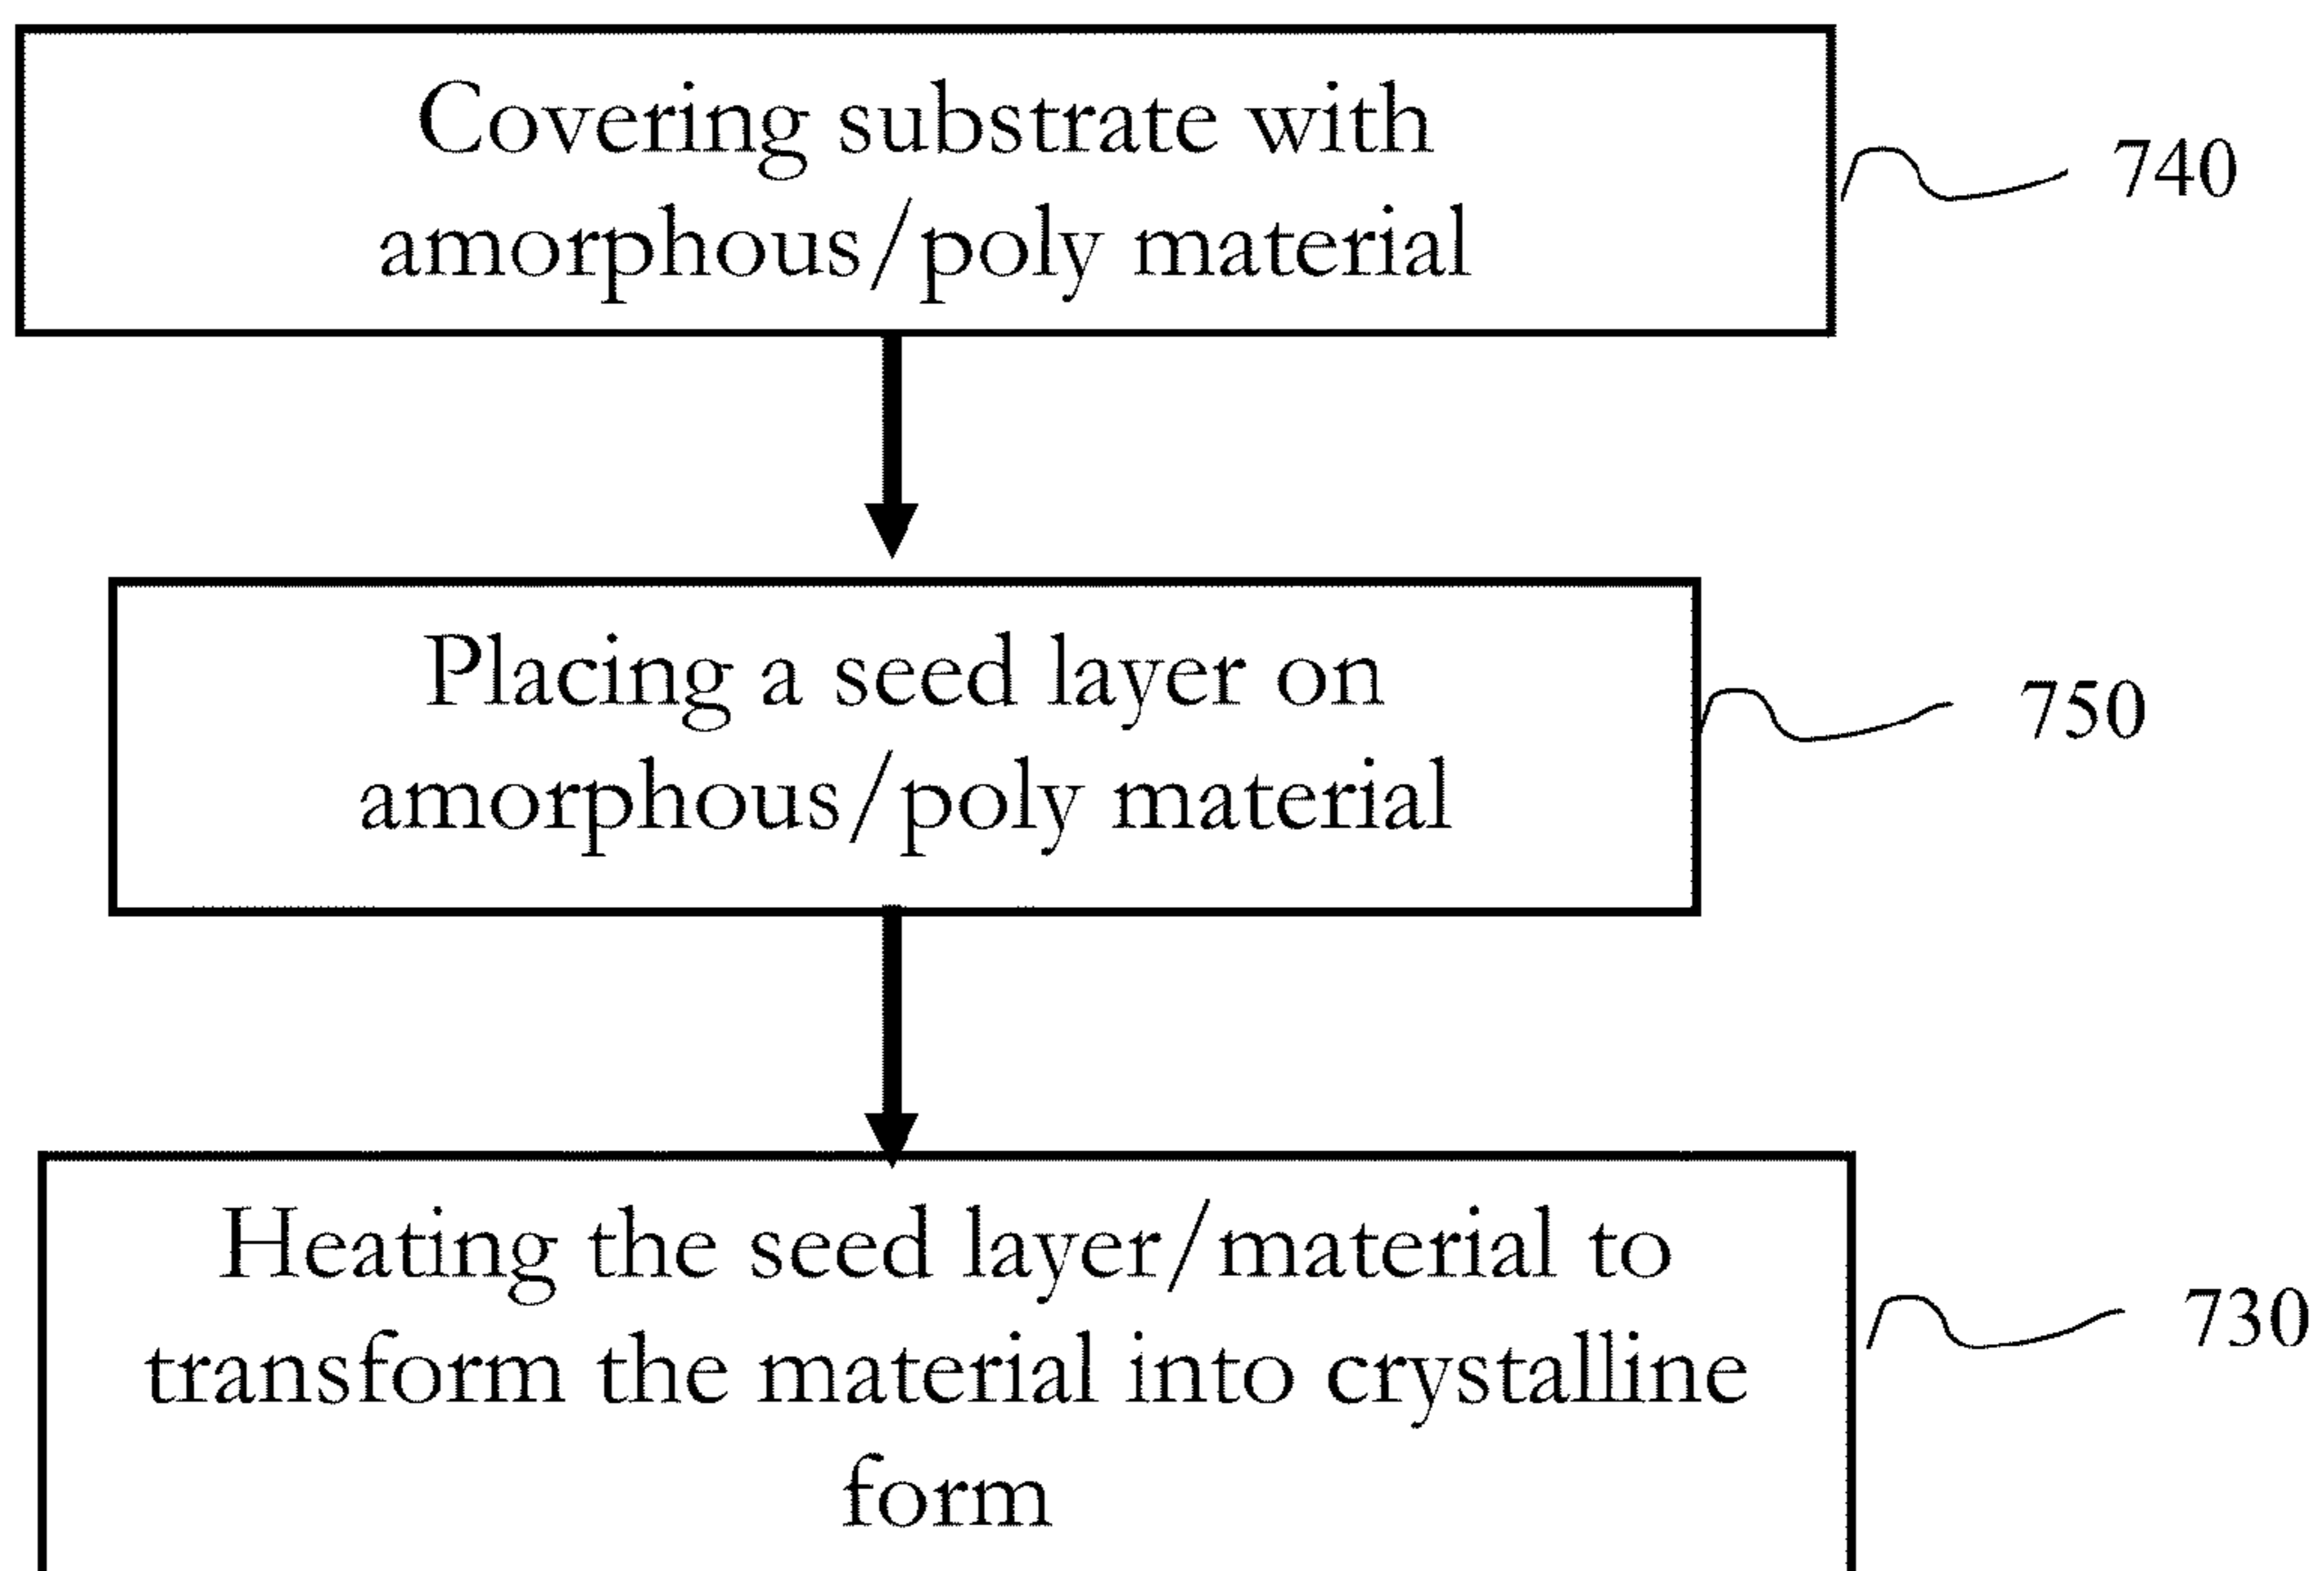 Covering substrate with
amorphous/poly material
740
Placing a seed layer on
amorphous/poly material
750
Heating the seed layer/material to
transform the material into crystalline
form
730